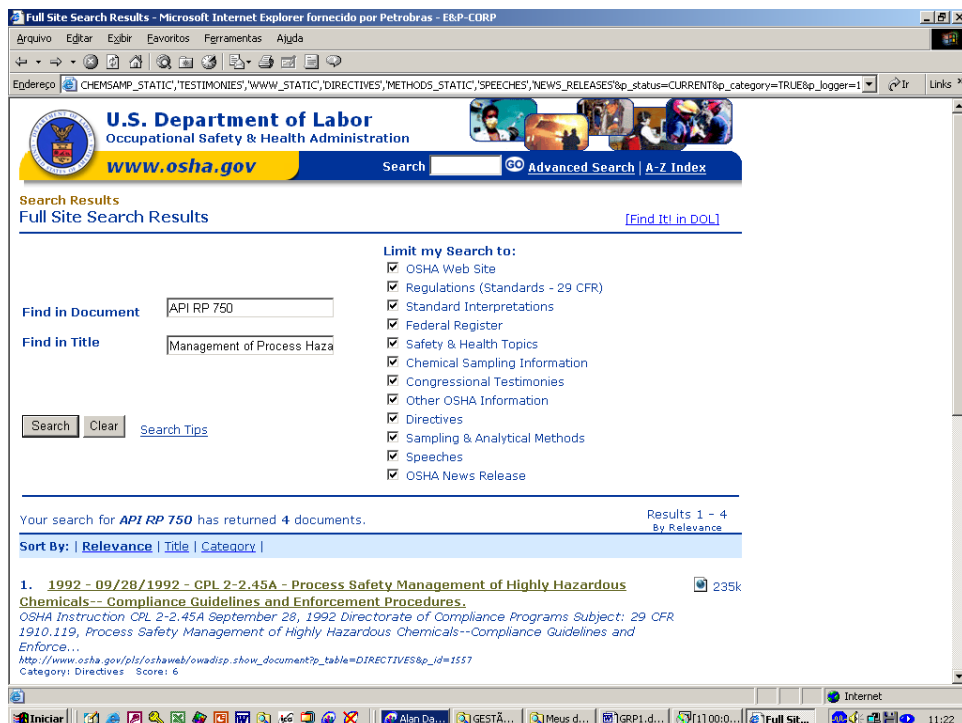 Full Site Search Results - Microsoft Internet Explorer fornecido por Petrobras - E&P-CORP
Arquivo Editar Exibir Favoritos Ferramentas Ajuda
Endereço CHEMSAMP_STATIC','TESTIMONIES','WWW_STATIC','DIRECTIVES','METHODS_STATIC','SPEECHES','NEWS_RELEASES'&p_status=CURRENT&p_category=TRUE&p_logger=1 Ir Links »
U.S. Department of Labor
Occupational Safety & Health Administration
www.osha.gov Search GO Advanced Search | A-Z Index
Search Results
Full Site Search Results [Find It! in DOL]
Limit my Search to:
OSHA Web Site
Regulations (Standards - 29 CFR)
Standard Interpretations
Federal Register
Safety & Health Topics
Chemical Sampling Information
Congressional Testimonies
Other OSHA Information
Directives
Sampling & Analytical Methods
Speeches
OSHA News Release
Find in Document API RP 750
Find in Title Management of Process Haza
Search Clear Search Tips
Your search for API RP 750 has returned 4 documents. Results 1 - 4
By Relevance
Sort By: | Relevance | Title | Category |
1. 1992 - 09/28/1992 - CPL 2-2.45A - Process Safety Management of Highly Hazardous 235k
Chemicals-- Compliance Guidelines and Enforcement Procedures.
OSHA Instruction CPL 2-2.45A September 28, 1992 Directorate of Compliance Programs Subject: 29 CFR
1910.119, Process Safety Management of Highly Hazardous Chemicals--Compliance Guidelines and
Enforce...
http://www.osha.gov/pls/oshaweb/owadisp.show_document?p_table=DIRECTIVES&p_id=1557
Category: Directives Score: 6
Internet
Iniciar Alan Da... GESTÃ... Meus d... GRP1.d... [1] 00:0... Full Sit... 11:22